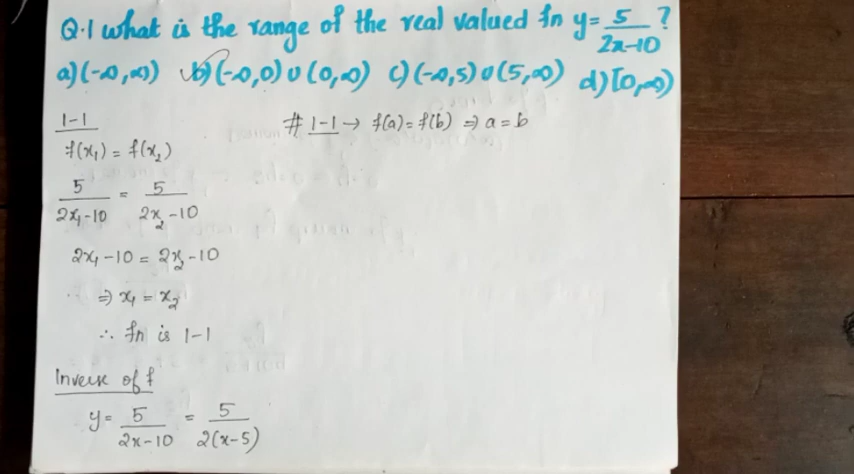 Q.1 what is the range of the real valued fn y= 5/(2x-10) ?
a)(-∞,∞) b)(-∞,0)∪(0,∞) c)(-∞,5)∪(5,∞) d)[0,∞)
1-1
# 1-1 → f(a)=f(b) ⇒ a=b
f(x₁) = f(x₂)
5/(2x₁-10) = 5/(2x₂-10)
2x₁-10 = 2x₂-10
⇒ x₁ = x₂
∴ fn is 1-1
Inverse of f
y= 5/(2x-10) = 5/(2(x-5))